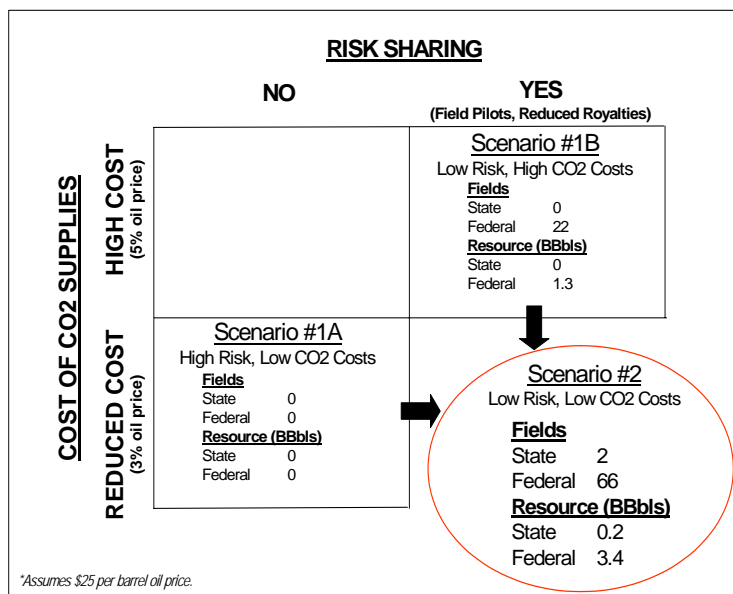 RISK SHARING
NO
YES
(Field Pilots, Reduced Royalties)
COST OF CO2 SUPPLIES
HIGH COST
(5% oil price)
Scenario #1B
Low Risk, High CO2 Costs
Fields
State 0
Federal 22
Resource (BBbls)
State 0
Federal 1.3
REDUCED COST
(3% oil price)
Scenario #1A
High Risk, Low CO2 Costs
Fields
State 0
Federal 0
Resource (BBbls)
State 0
Federal 0
Scenario #2
Low Risk, Low CO2 Costs
Fields
State 2
Federal 66
Resource (BBbls)
State 0.2
Federal 3.4
*Assumes $25 per barrel oil price.